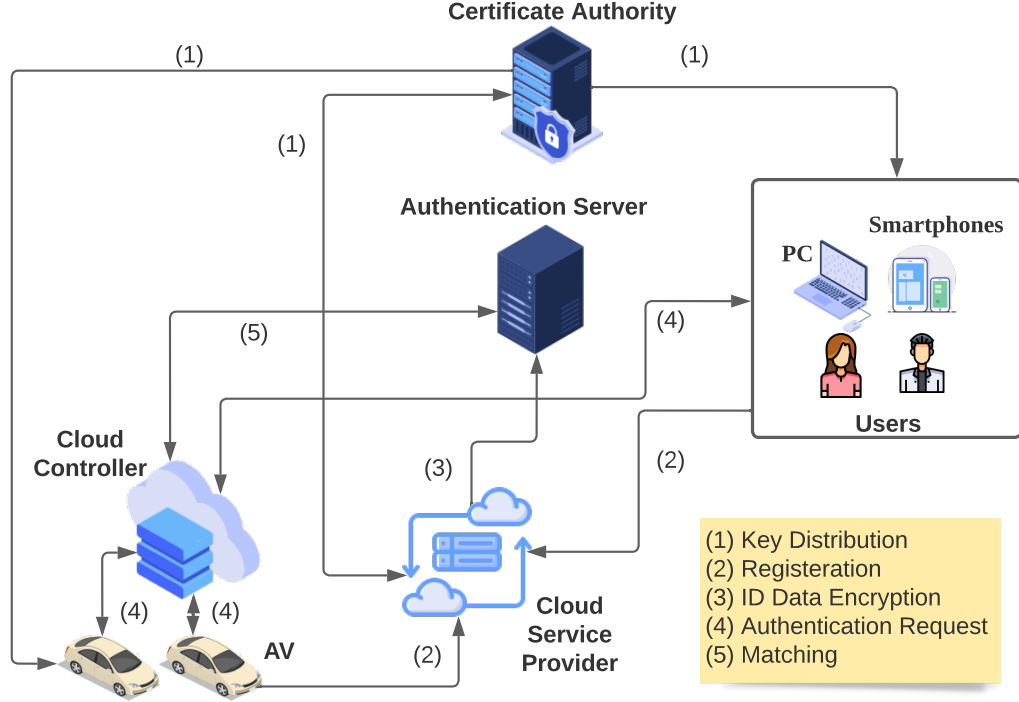 Certificate Authority
(1)
(1)
(1)
Authentication Server
Smartphones
PC
(5)
(4)
Users
Cloud
Controller
(3)
(2)
(4)
(4)
AV
(2)
Cloud
Service
Provider
(1) Key Distribution
(2) Registeration
(3) ID Data Encryption
(4) Authentication Request
(5) Matching